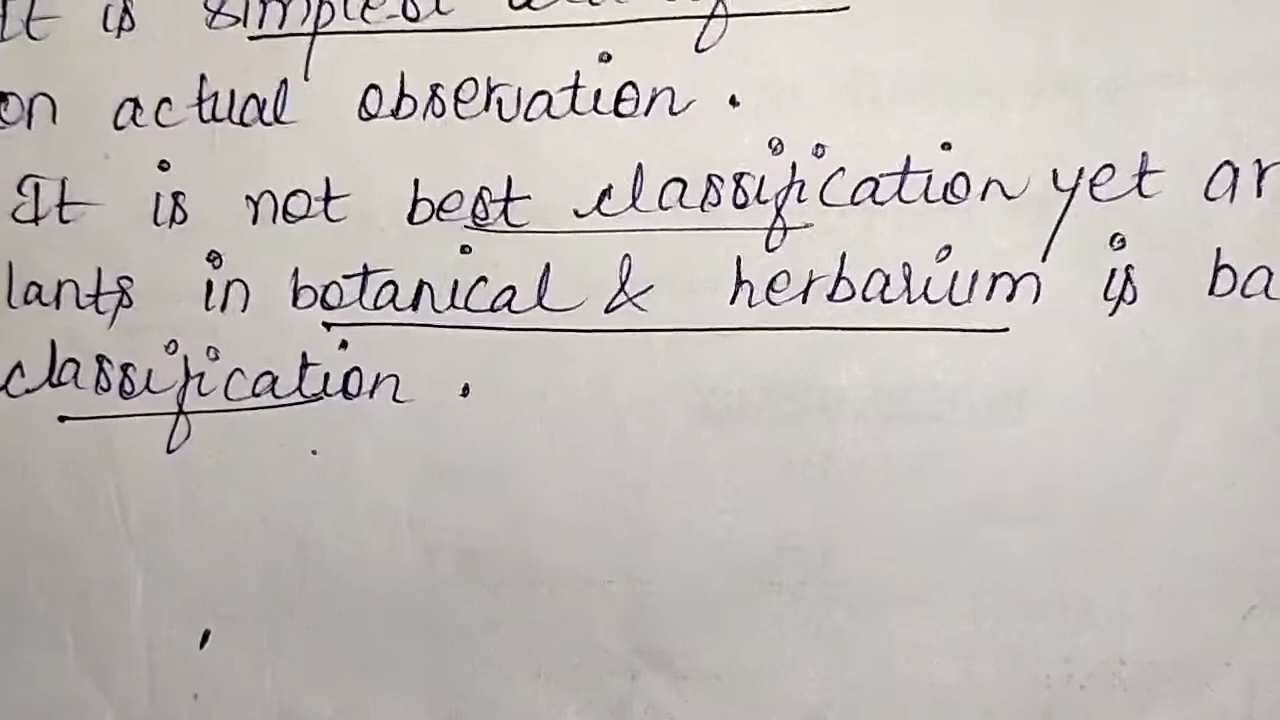 It is simplest
on actual observation.
It is not best classification yet ar
lants in botanical & herbarium is ba
classification.